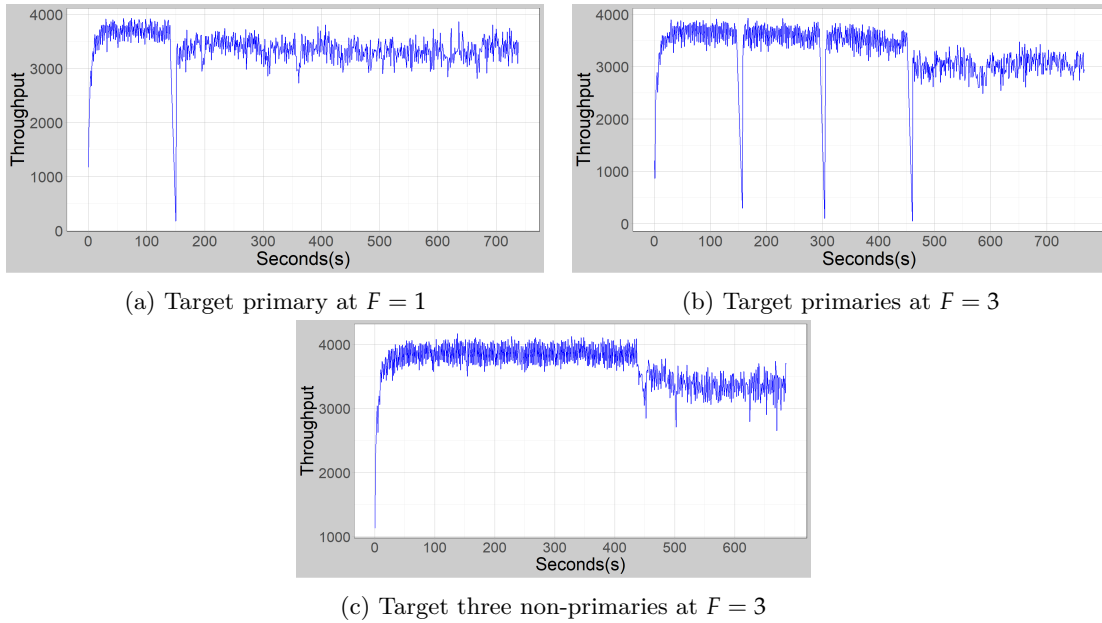 Throughput
4000
3000
2000
1000
0
0 100 200 300 400 500 600 700
Seconds(s)
(a) Target primary at F = 1
Throughput
4000
3000
2000
1000
0
0 100 200 300 400 500 600 700
Seconds(s)
(b) Target primaries at F = 3
Throughput
4000
3000
2000
1000
0 100 200 300 400 500 600
Seconds(s)
(c) Target three non-primaries at F = 3